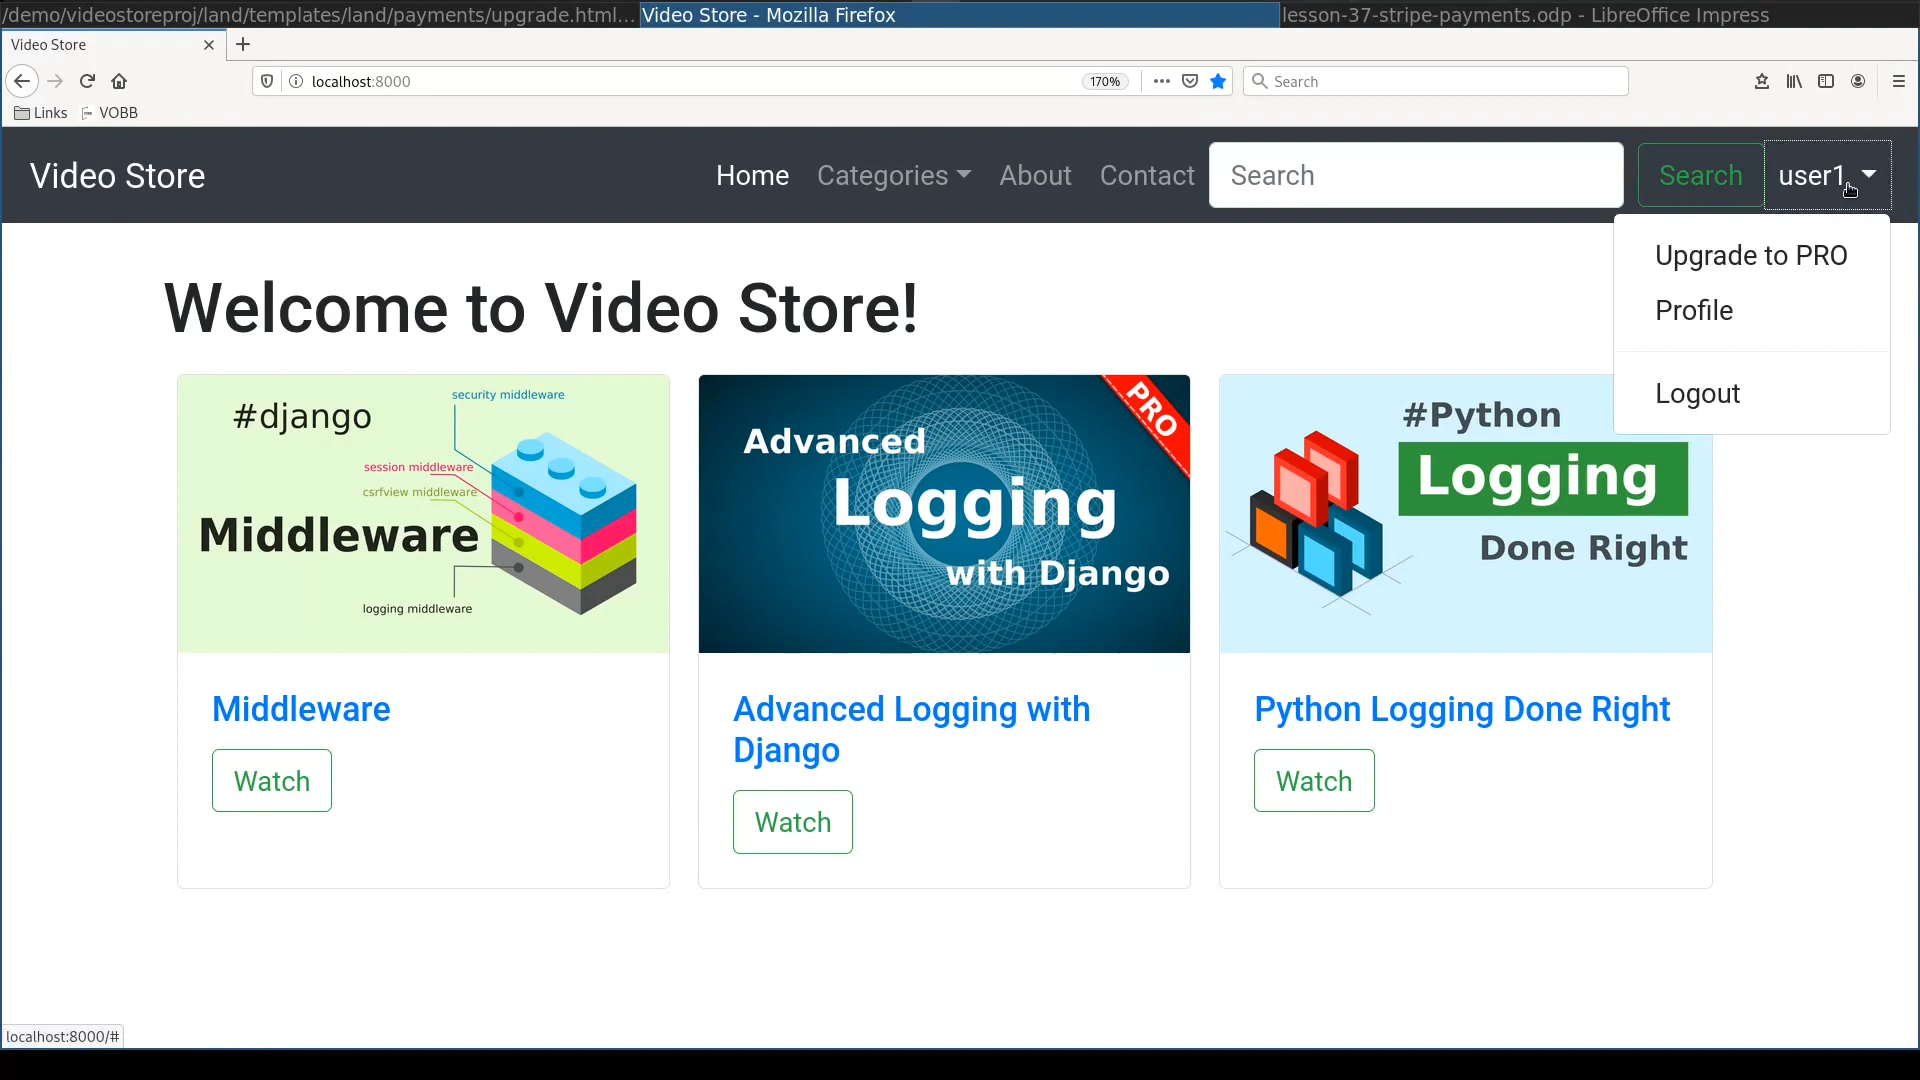 /demo/videostoreproj/land/templates/land/payments/upgrade.html...
Video Store - Mozilla Firefox
lesson-37-stripe-payments.odp - LibreOffice Impress
Video Store
localhost:8000
170%
Search
Links
VOBB
Video Store
Home
Categories
About
Contact
Search
Search
user1
Upgrade to PRO
Profile
Logout
Welcome to Video Store!
#django
security middleware
session middleware
csrfview middleware
Middleware
logging middleware
Advanced
Logging
with Django
PRO
#Python
Logging
Done Right
Middleware
Watch
Advanced Logging with
Django
Watch
Python Logging Done Right
Watch
localhost:8000/#